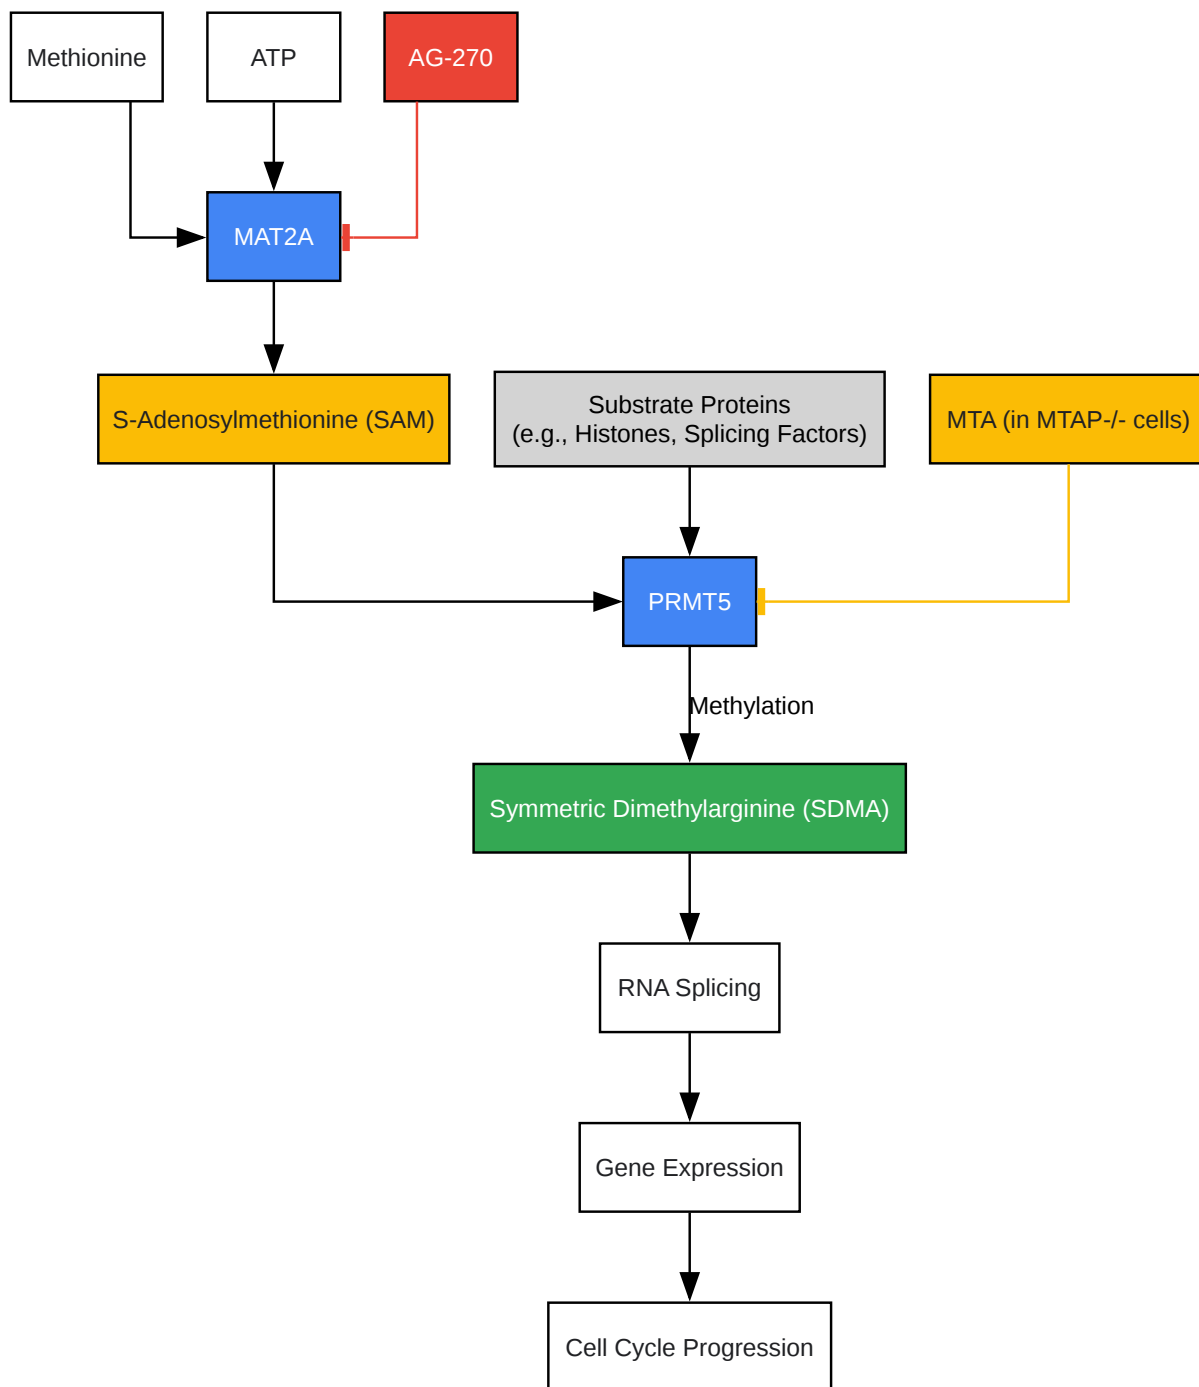 Methionine
ATP
AG-270
MAT2A
S-Adenosylmethionine (SAM)
Substrate Proteins
(e.g., Histones, Splicing Factors)
MTA (in MTAP-/- cells)
PRMT5
Methylation
Symmetric Dimethylarginine (SDMA)
RNA Splicing
Gene Expression
Cell Cycle Progression